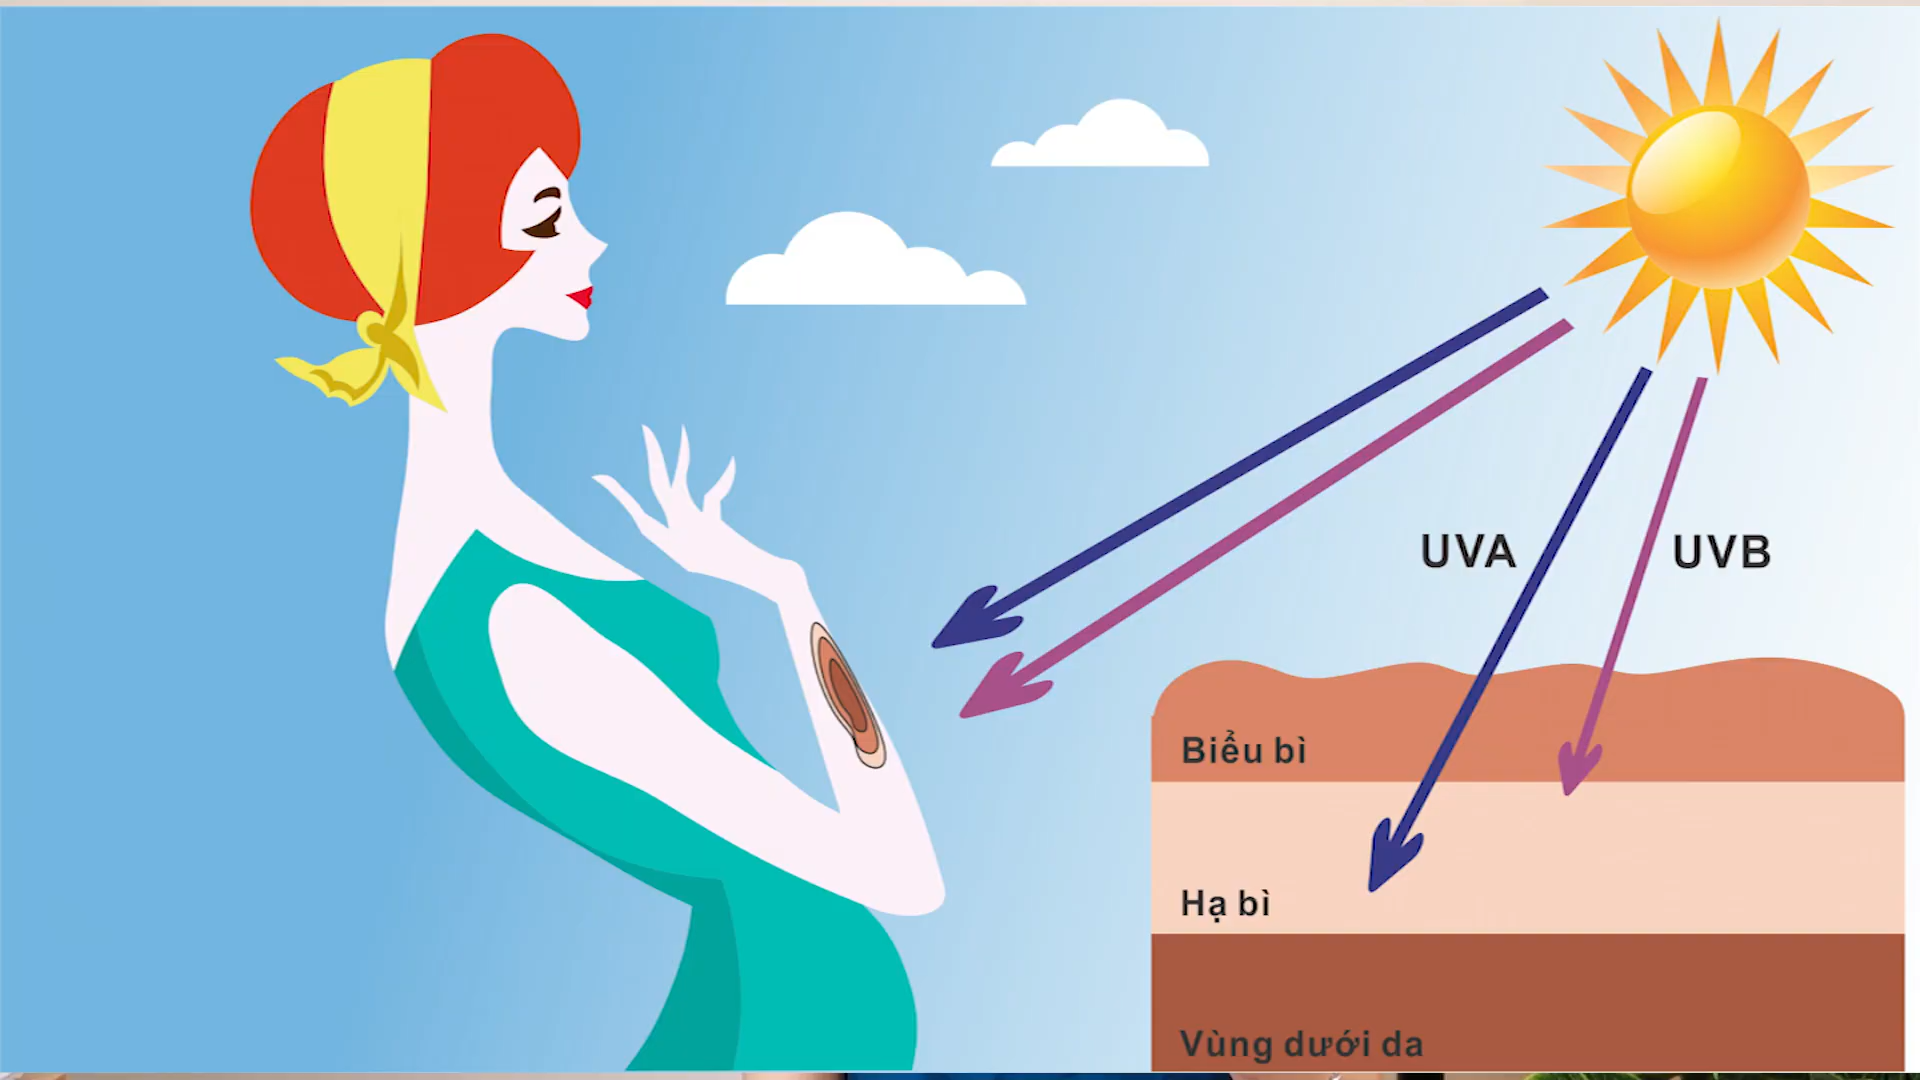 UVA
UVB
Biểu bì
Hạ bì
Vùng dưới da